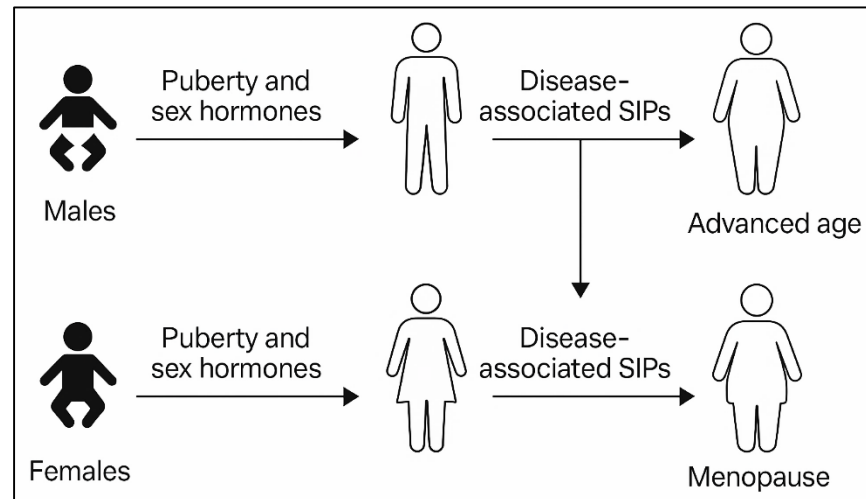 Puberty and
sex hormones
Disease-
associated SIPs
Males
Advanced age
Puberty and
sex hormones
Disease-
associated SIPs
Females
Menopause